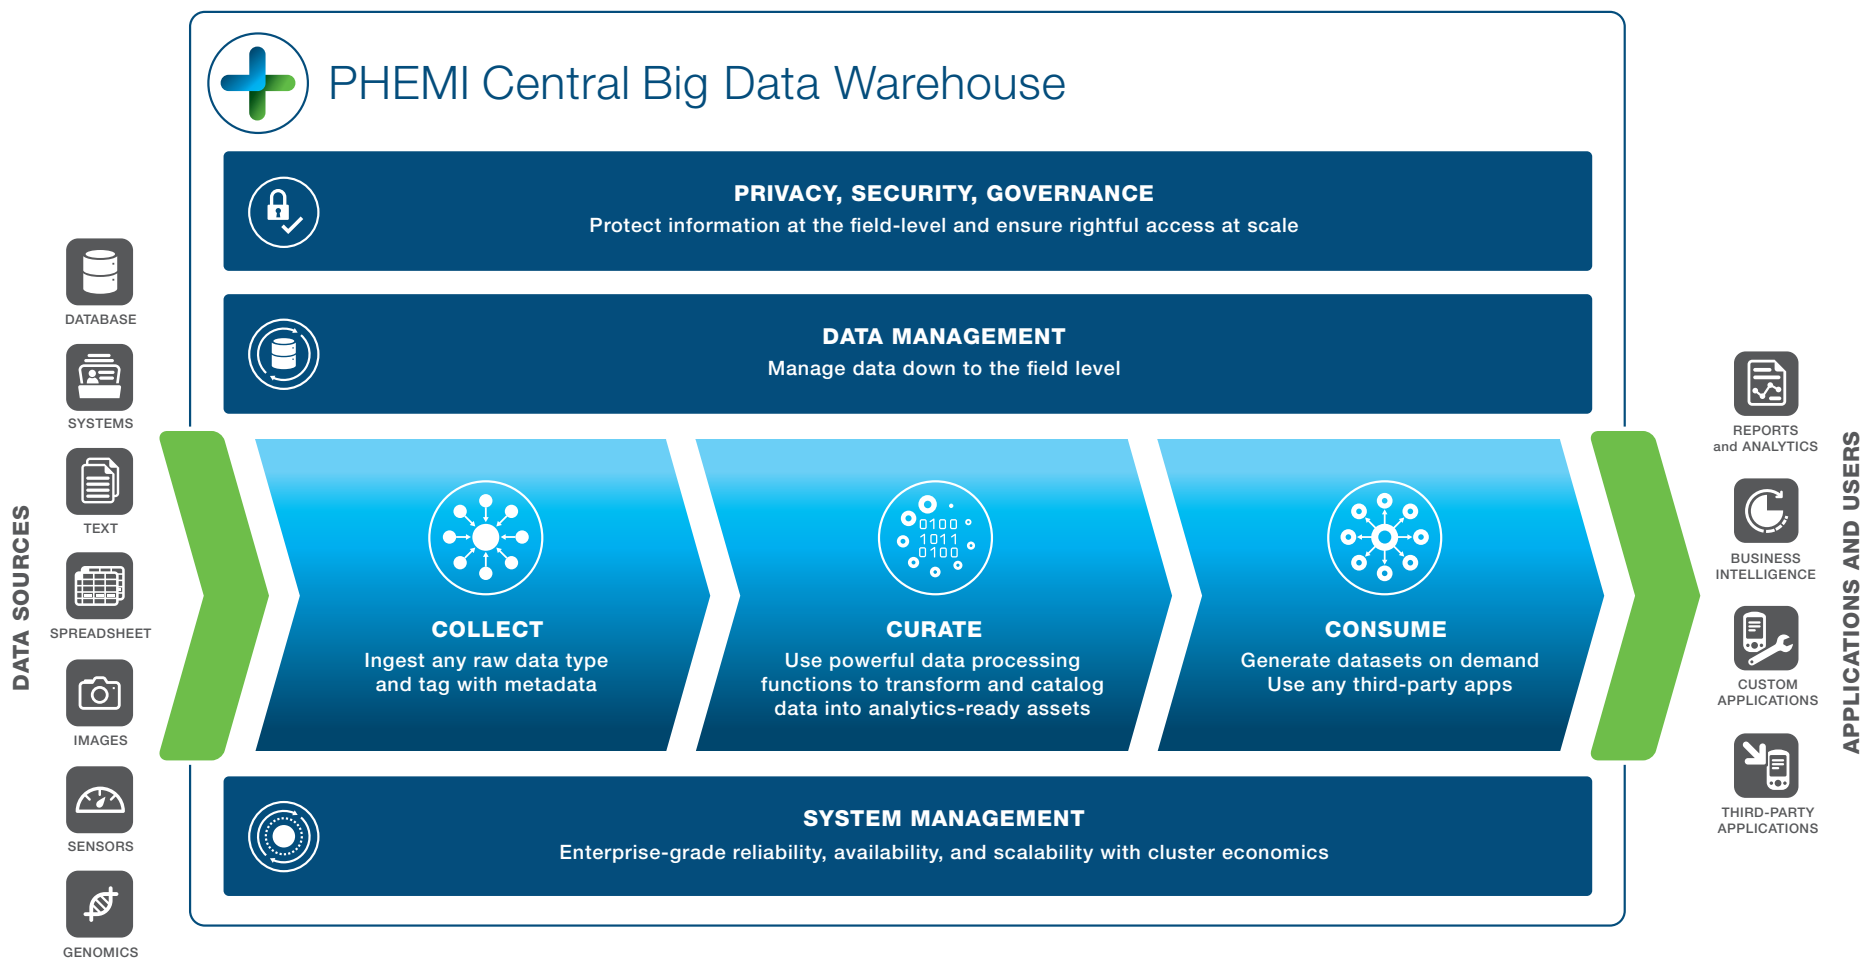 PHEMI Central Big Data Warehouse
PRIVACY, SECURITY, GOVERNANCE
Protect information at the field-level and ensure rightful access at scale
DATA MANAGEMENT
Manage data down to the field level
DATA SOURCES
DATABASE
SYSTEMS
TEXT
SPREADSHEET
IMAGES
SENSORS
GENOMICS
0100
1011
0100
COLLECT
Ingest any raw data type
and tag with metadata
CURATE
Use powerful data processing
functions to transform and catalog
data into analytics-ready assets
CONSUME
Generate datasets on demand
Use any third-party apps
SYSTEM MANAGEMENT
Enterprise-grade reliability, availability, and scalability with cluster economics
REPORTS
and ANALYTICS
BUSINESS
INTELLIGENCE
CUSTOM
APPLICATIONS
THIRD-PARTY
APPLICATIONS
APPLICATIONS AND USERS